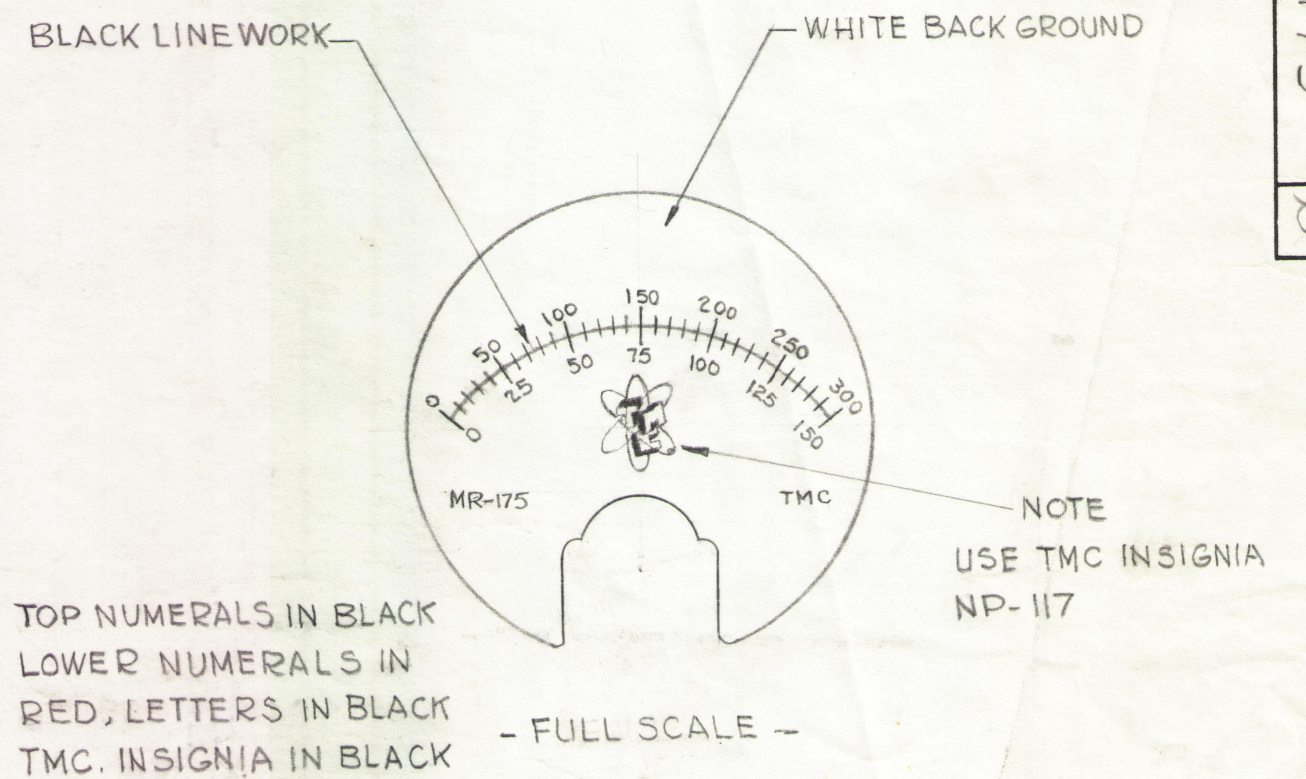 BLACK LINE WORK
WHITE BACK GROUND
0 50 100 150 200 250 300
0 25 50 75 100 125 150
MR-175
TMC
NOTE
USE TMC INSIGNIA
NP-117
TOP NUMERALS IN BLACK
LOWER NUMERALS IN
RED, LETTERS IN BLACK
TMC. INSIGNIA IN BLACK
- FULL SCALE -